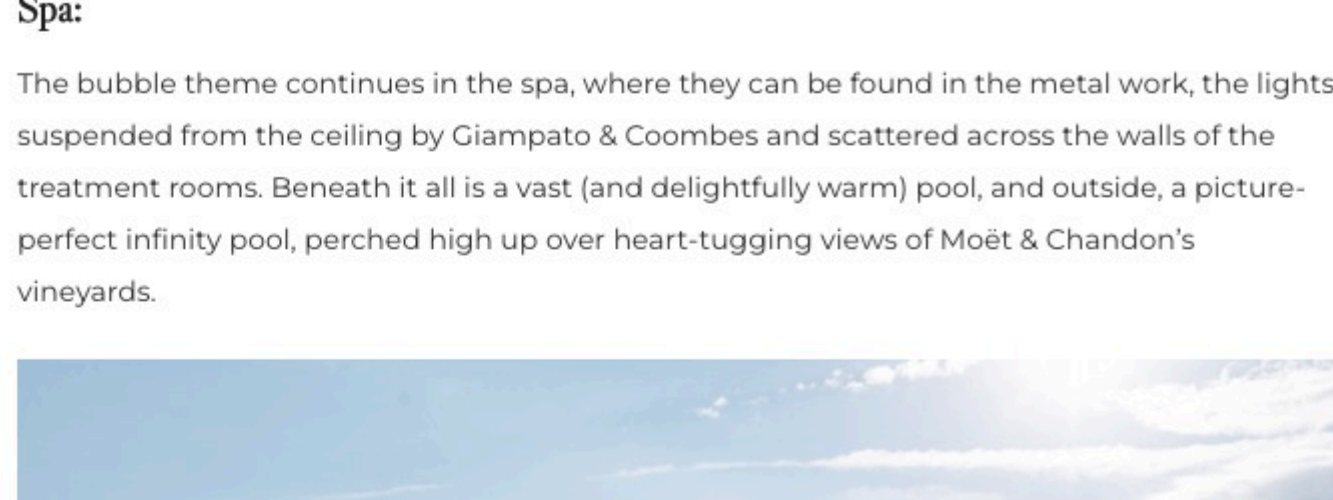 Spa:
The bubble theme continues in the spa, where they can be found in the metal work, the lights
suspended from the ceiling by Giampato & Coombes and scattered across the walls of the
treatment rooms. Beneath it all is a vast (and delightfully warm) pool, and outside, a picture-
perfect infinity pool, perched high up over heart-tugging views of Moët & Chandon’s
vineyards.